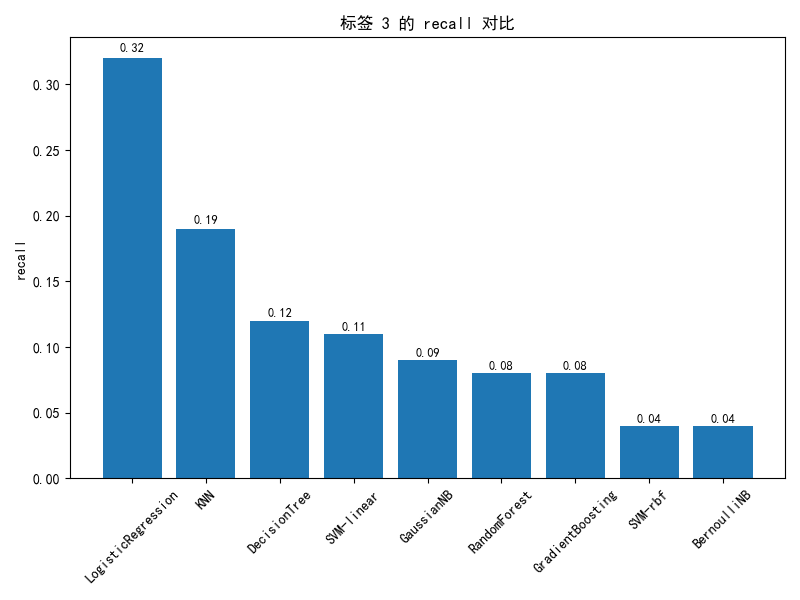 标签 3 的 recall 对比
0.32
0.30
0.25
0.20
0.19
0.15
0.12
0.11
0.10
0.09
0.08
0.08
0.05
0.04
0.04
0.00
recall
LogisticRegression
KNN
DecisionTree
SVM-linear
GaussianNB
RandomForest
GradientBoosting
SVM-rbf
BernoulliNB